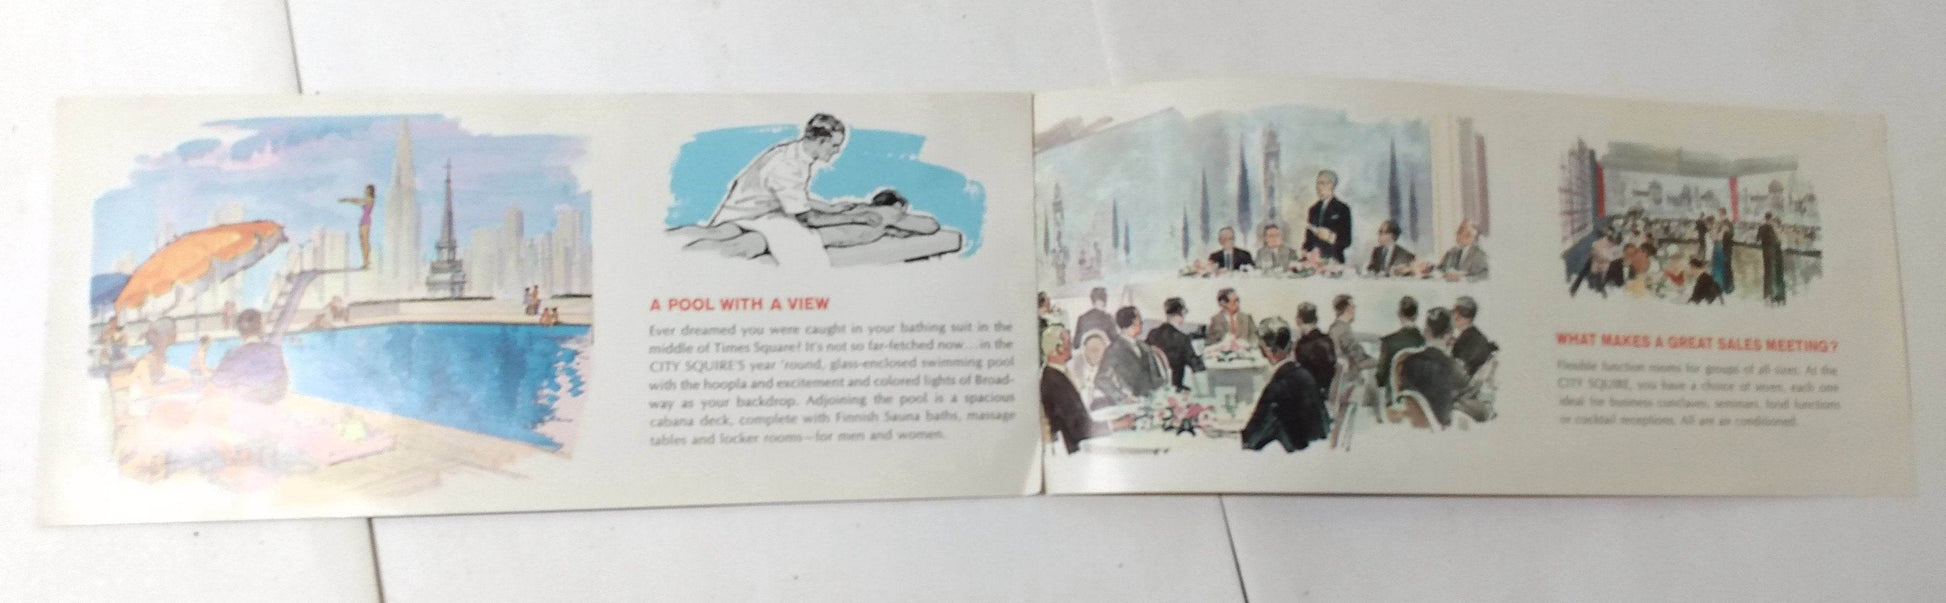 A POOL WITH A VIEW
Ever dreamed you were caught in your bathing suit in the
middle of Times Square? It's not so far-fetched now...in the
CITY SQUIRE'S year 'round, glass-enclosed swimming pool
with the hoopla and excitement and colored lights of Broad-
way as your backdrop. Adjoining the pool is a spacious
cabana deck, complete with Finnish Sauna baths, massage
tables and locker rooms—for men and women.
WHAT MAKES A GREAT SALES MEETING?
Flexible function rooms for groups of all sizes. At the
CITY SQUIRE, you have a choice of seven, each one
ideal for business conclaves, seminars, food functions
or cocktail receptions. All are air conditioned.